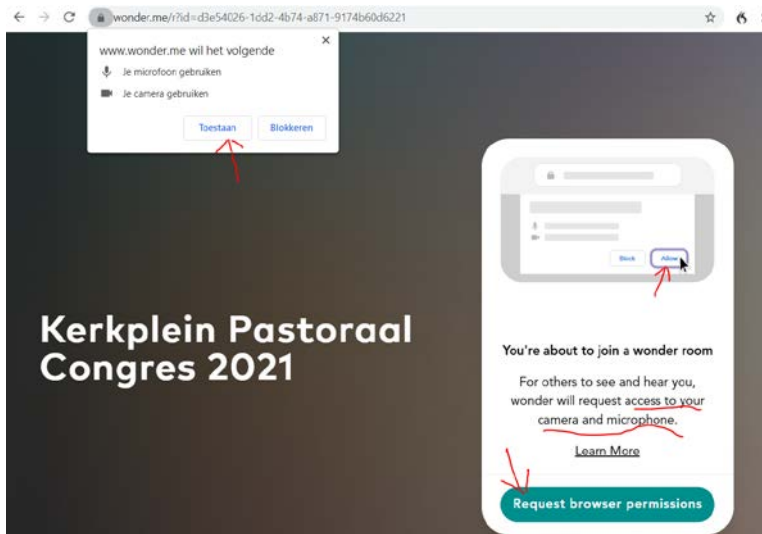 wonder.me/r?id=d3e54026-1dd2-4b74-a871-9174b60d6221
www.wonder.me wil het volgende
Je microfoon gebruiken
Je camera gebruiken
Toestaan Blokkeren
Block Allow
Kerkplein Pastoraal
Congres 2021
You're about to join a wonder room
For others to see and hear you,
wonder will request access to your
camera and microphone.
Learn More
Request browser permissions